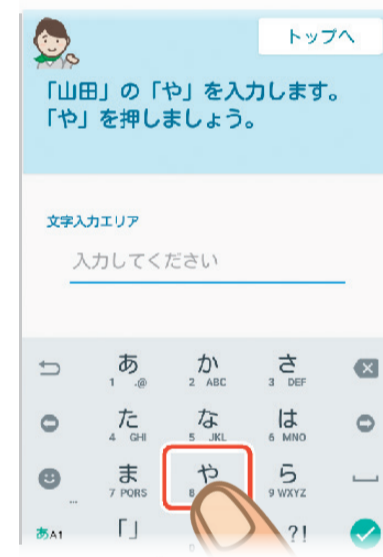 トップへ
「山田」の「や」を入力します。
「や」を押しましょう。
文字入力エリア
入力してください
あ か さ
1 .@ 2 ABC 3 DEF
た な は
4 GHI 5 JKL 6 MNO
ま や ら
7 PQRS 8 9 WXYZ
あA1 「」 ?!